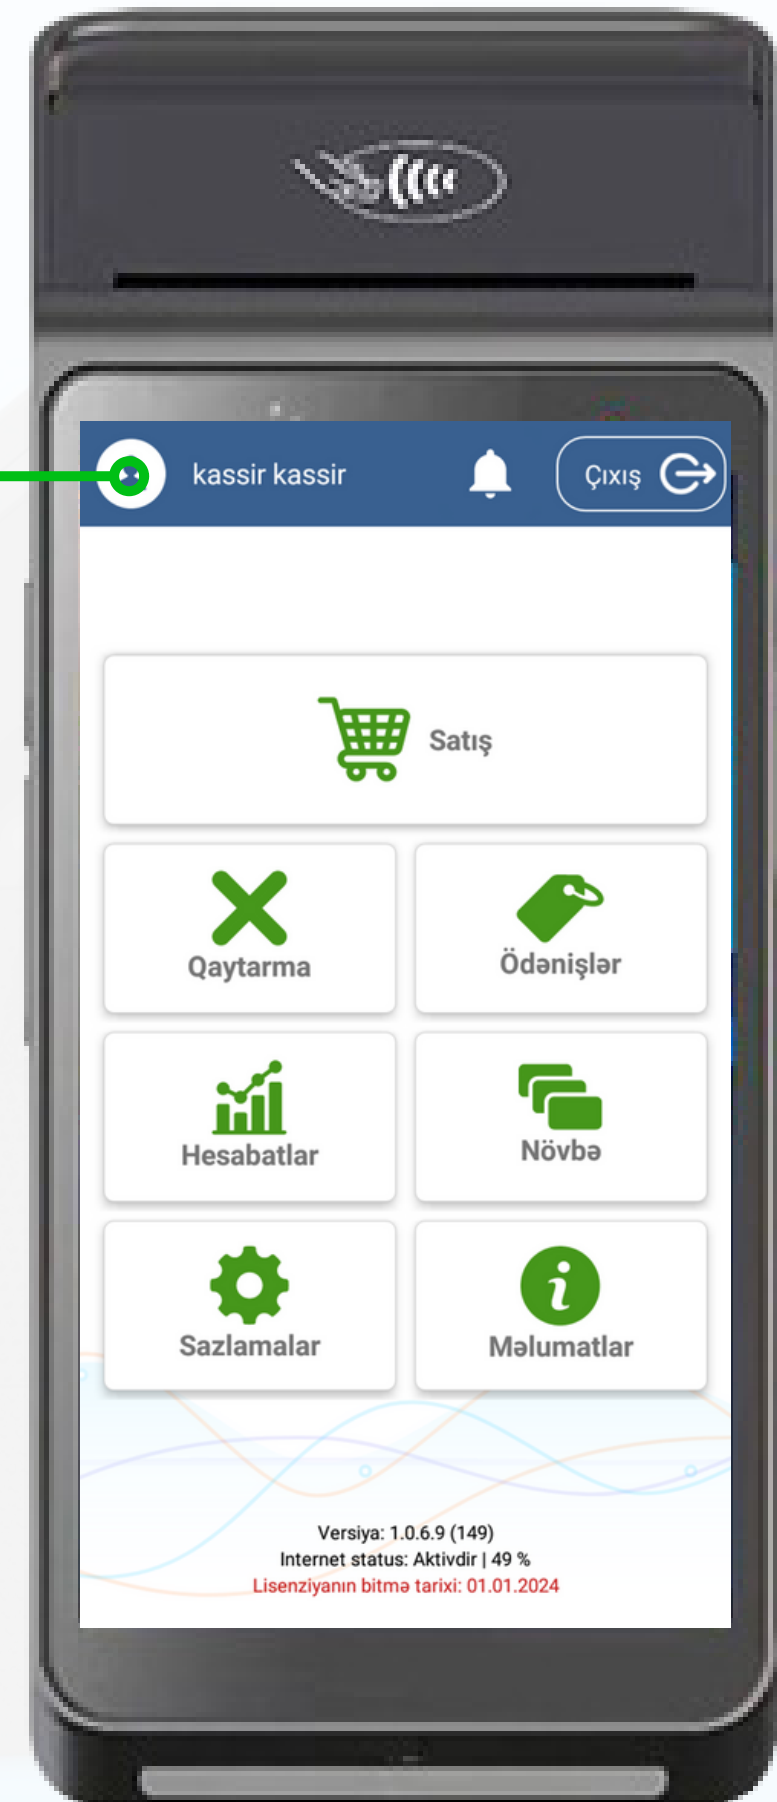 kassir kassir
Çıxış
Satış
Qaytarma
Ödənişlər
Hesabatlar
Növbə
Sazlamalar
Məlumatlar
Versiya: 1.0.6.9 (149)
Internet status: Aktivdir | 49 %
Lisenziyanın bitmə tarixi: 01.01.2024